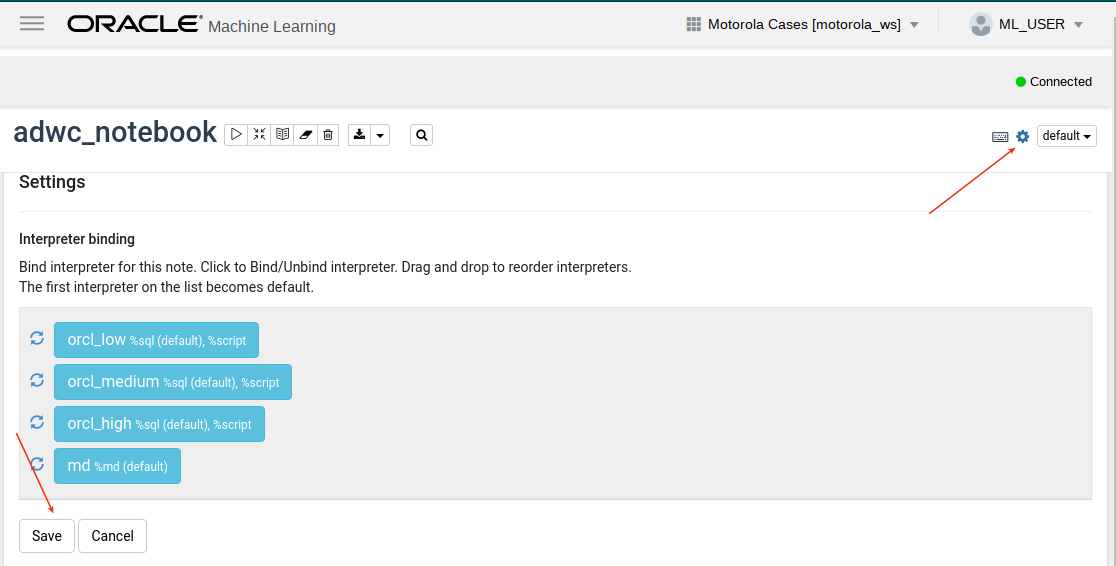 ORACLE® Machine Learning
Motorola Cases [motorola_ws]
ML_USER
Connected
adwc_notebook
default
Settings
Interpreter binding
Bind interpreter for this note. Click to Bind/Unbind interpreter. Drag and drop to reorder interpreters.
The first interpreter on the list becomes default.
orcl_low %sql (default), %script
orcl_medium %sql (default), %script
orcl_high %sql (default), %script
md %md (default)
Save
Cancel